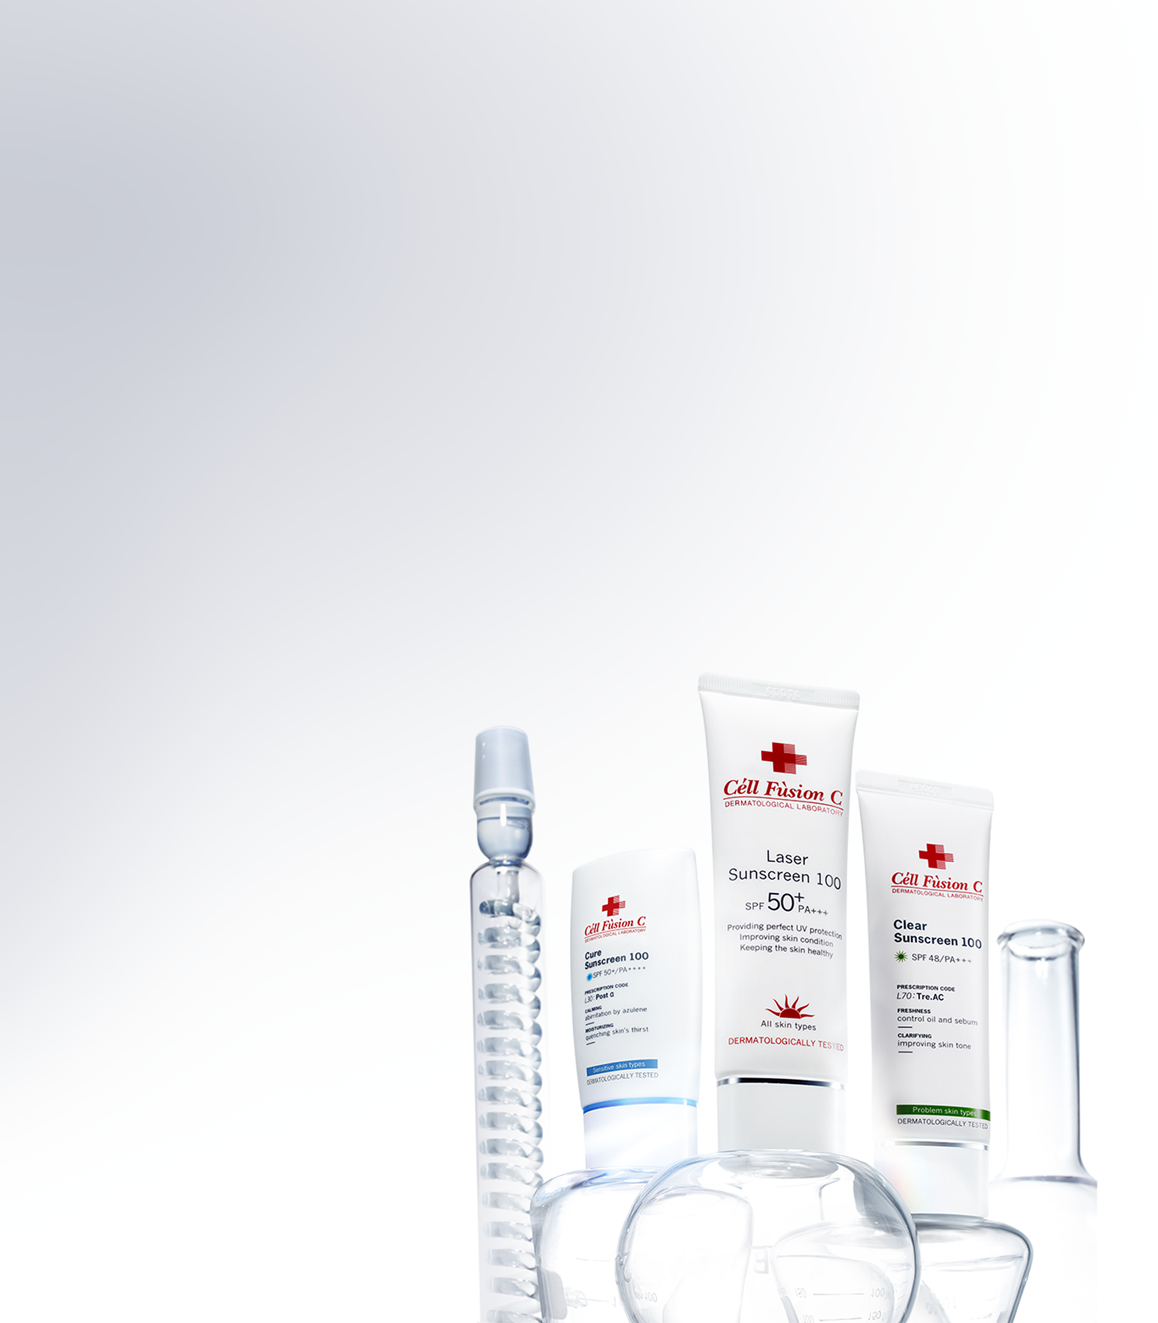 Céll Fùsion C
DERMATOLOGICAL LABORATORY
Cure
Sunscreen 100
SPF 50+/PA++++
PRESCRIPTION CODE
L30: Post α
CALMING
aberritation by azulene
MOISTURIZING
quenching skin's thirst
Sensitive skin types
DERMATOLOGICALLY TESTED
Céll Fùsion C
DERMATOLOGICAL LABORATORY
Laser
Sunscreen 100
SPF 50+ PA+++
Providing perfect UV protection
Improving skin condition
Keeping the skin healthy
All skin types
DERMATOLOGICALLY TESTED
Céll Fùsion C
DERMATOLOGICAL LABORATORY
Clear
Sunscreen 100
SPF 48/PA+++
PRESCRIPTION CODE
L70: Tre.AC
FRESHNESS
control oil and sebum
CLARIFYING
improving skin tone
Problem skin types
DERMATOLOGICALLY TESTED